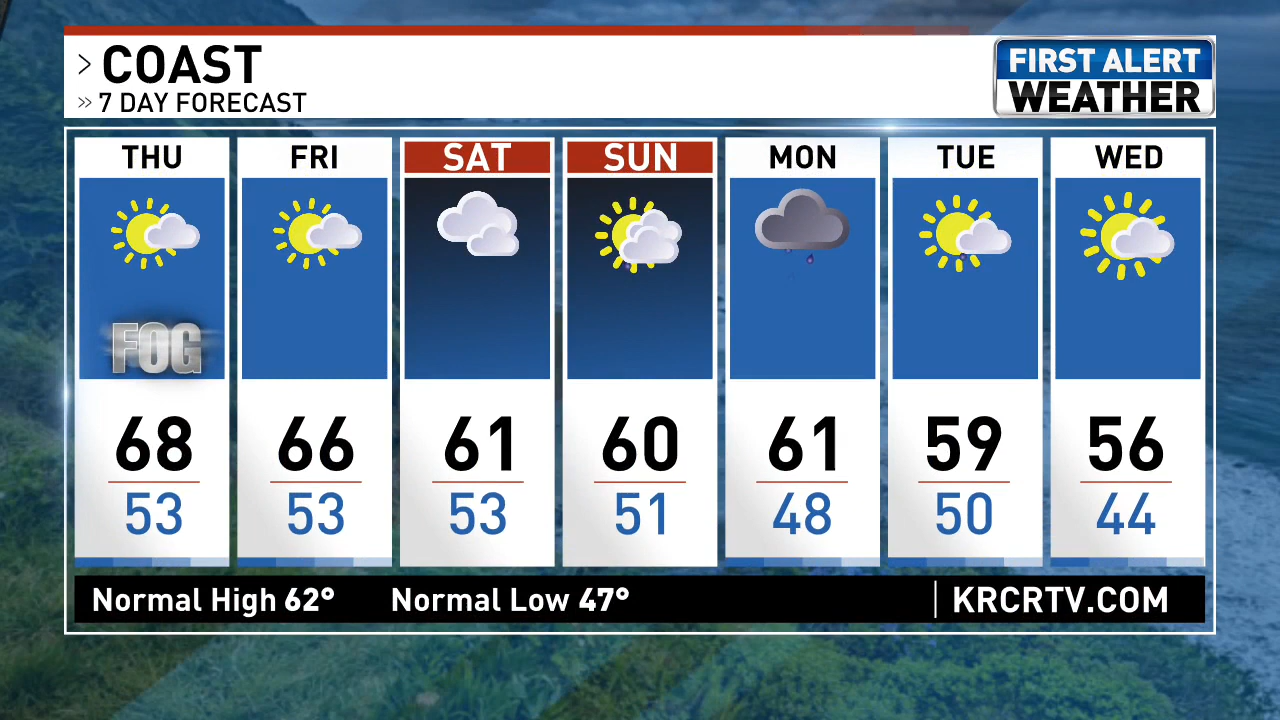 > COAST
» 7 DAY FORECAST
FIRST ALERT
WEATHER
THU FRI SAT SUN MON TUE WED
FOG
68 66 61 60 61 59 56
53 53 53 51 48 50 44
Normal High 62° Normal Low 47° | KRCRTV.COM